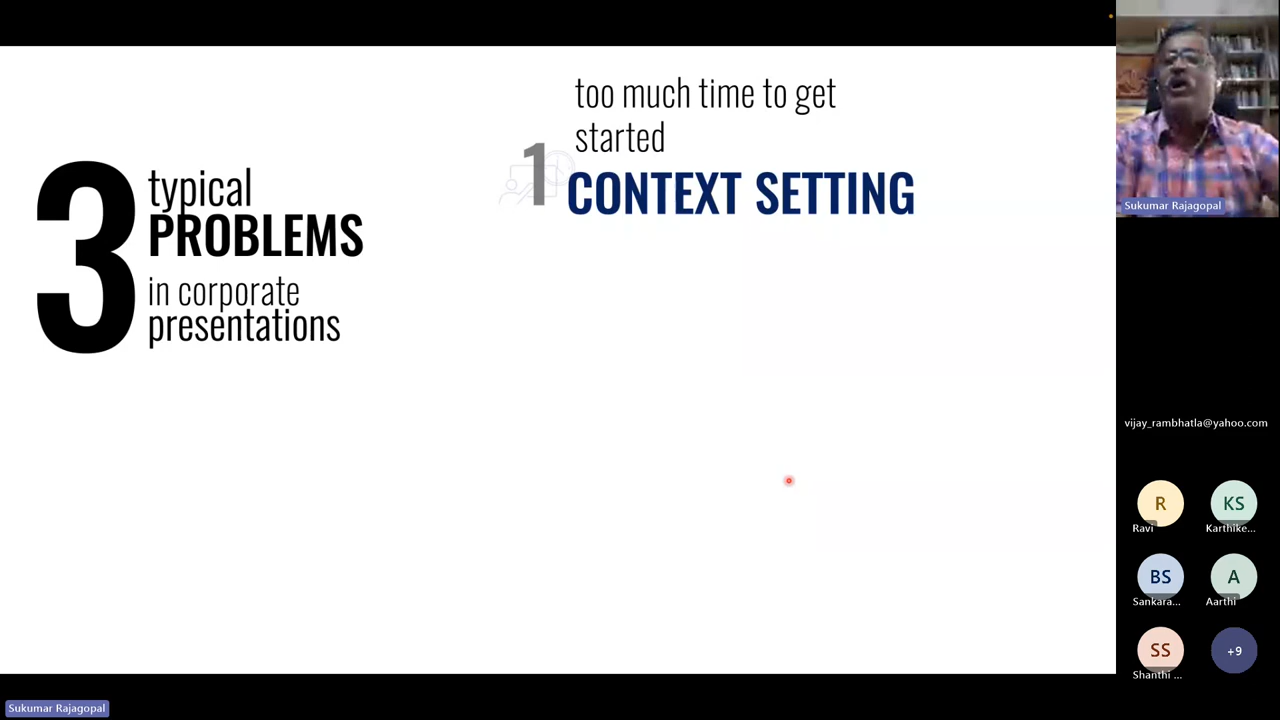 3
typical
PROBLEMS
in corporate
presentations
too much time to get
started
1
CONTEXT SETTING
Sukumar Rajagopal
vijay_rambhatla@yahoo.com
R
Ravi
KS
Karthike...
BS
Sankara...
A
Aarthi
SS
Shanthi ...
+9
Sukumar Rajagopal